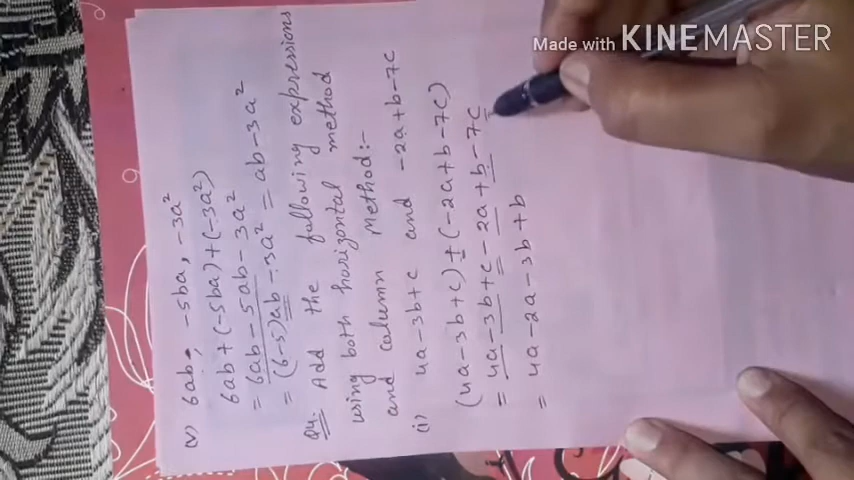 Made with KINEMASTER
(v) 6ab, -5ba, -3a²
6ab+(-5ba)+(-3a²)
= 6ab-5ab-3a²
= (6-5)ab-3a² = ab-3a²
Q4. Add the following expressions
using both horizontal method
and column method:-
(i) 4a-3b+c and -2a+b-7c
(4a-3b+c)+(-2a+b-7c)
= 4a-3b+c-2a+b-7c
= 4a-2a-3b+b